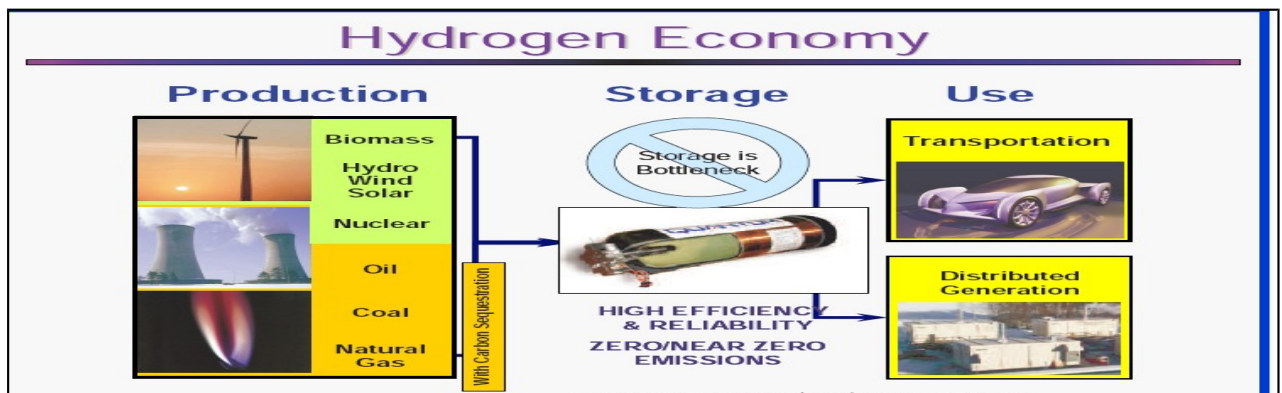 Hydrogen Economy
Production
Storage
Use
Biomass
Hydro
Wind
Solar
Nuclear
Oil
Coal
Natural
Gas
With Carbon Sequestration
Storage is
Bottleneck
QUANTUM
HIGH EFFICIENCY
& RELIABILITY
ZERO/NEAR ZERO
EMISSIONS
Transportation
Distributed
Generation